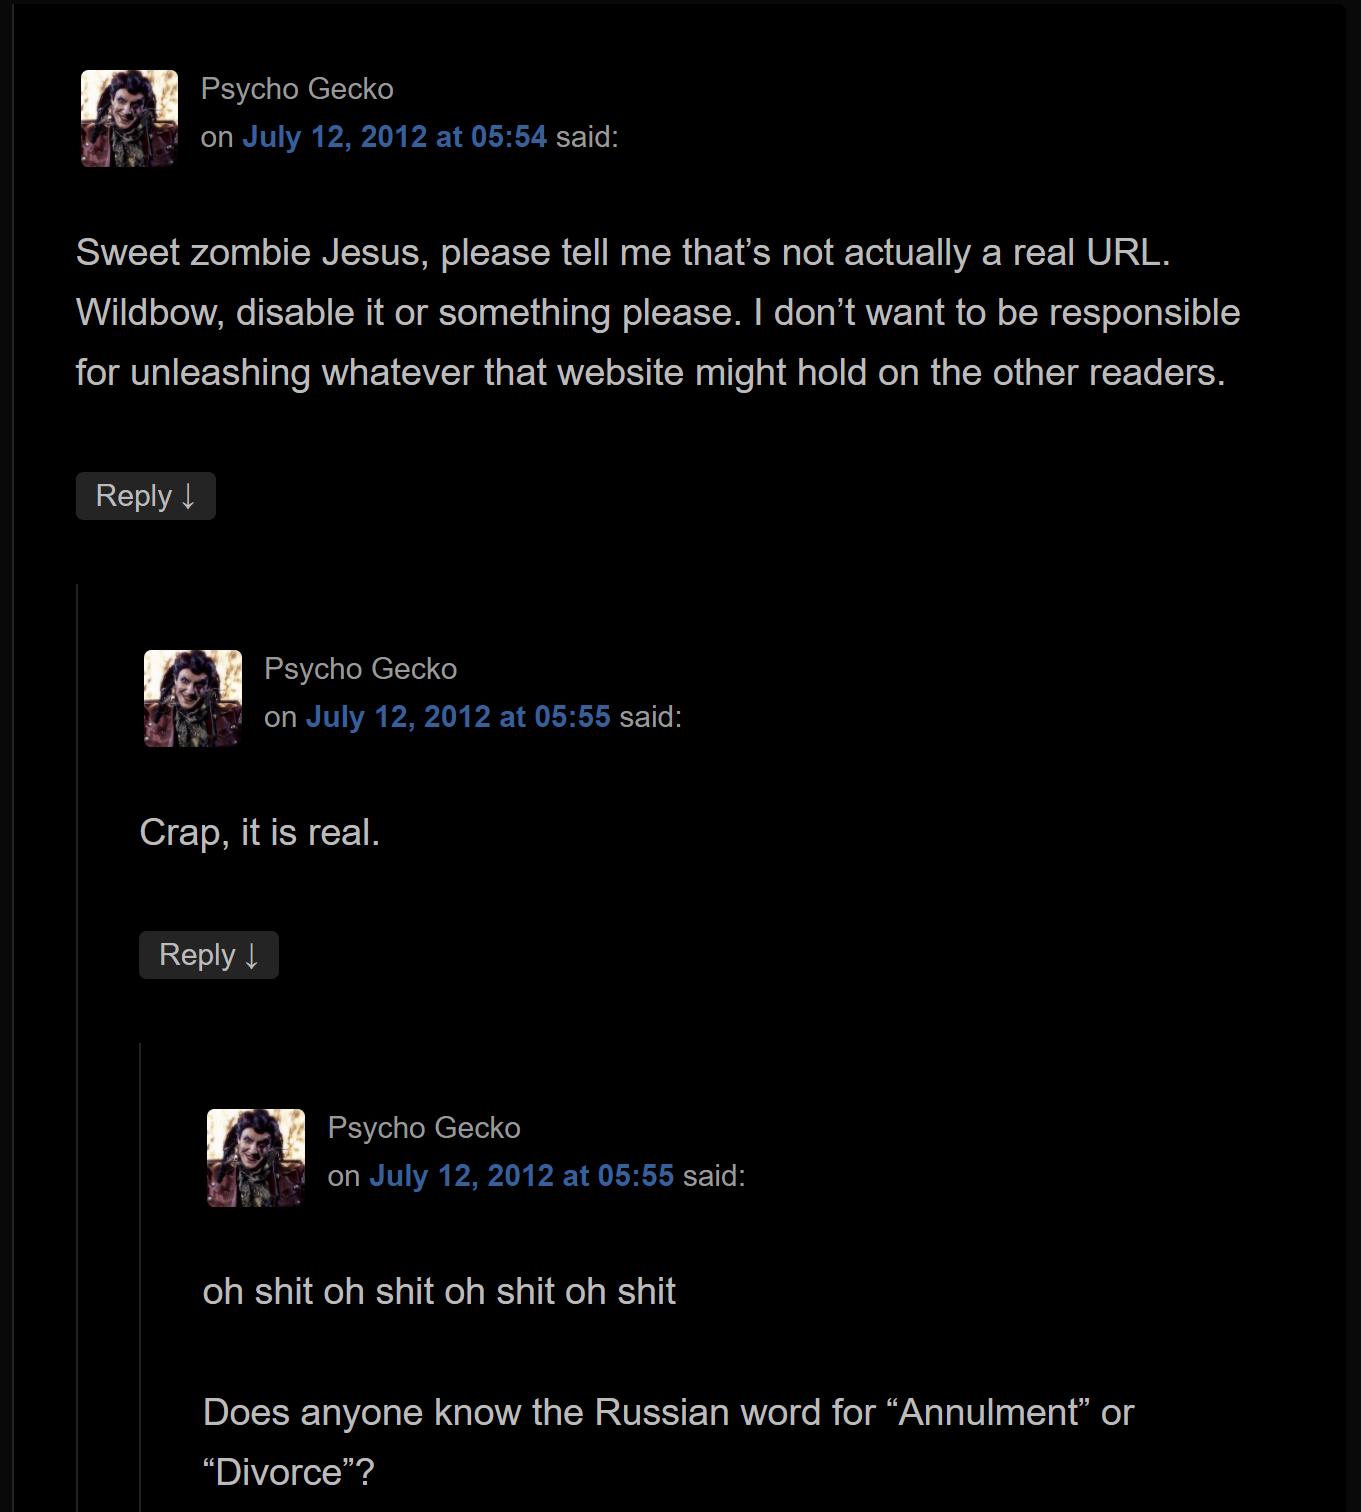 Psycho Gecko
on July 12, 2012 at 05:54 said:
Sweet zombie Jesus, please tell me that’s not actually a real URL.
Wildbow, disable it or something please. I don’t want to be responsible
for unleashing whatever that website might hold on the other readers.
Reply ↓
Psycho Gecko
on July 12, 2012 at 05:55 said:
Crap, it is real.
Reply ↓
Psycho Gecko
on July 12, 2012 at 05:55 said:
oh shit oh shit oh shit oh shit
Does anyone know the Russian word for “Annulment” or
“Divorce”?